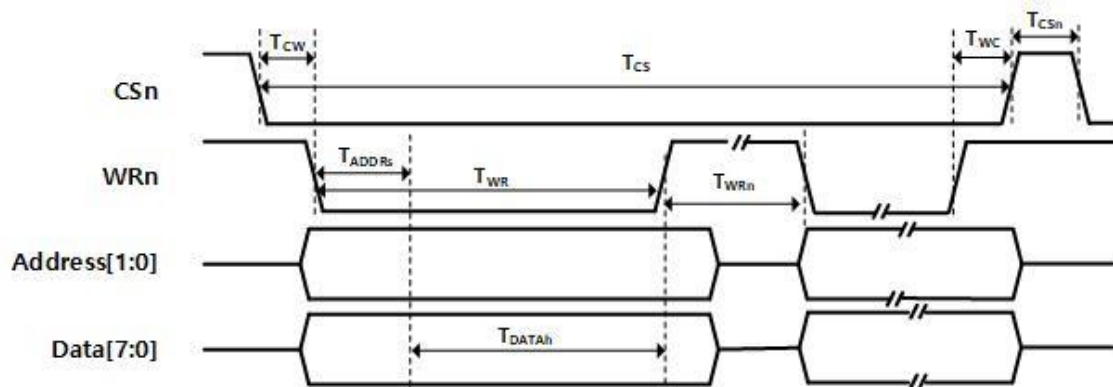 TCW
TCS
TWC
TCSn
CSn
TADDRs
TWR
TWRn
WRn
Address[1:0]
TDATAh
Data[7:0]